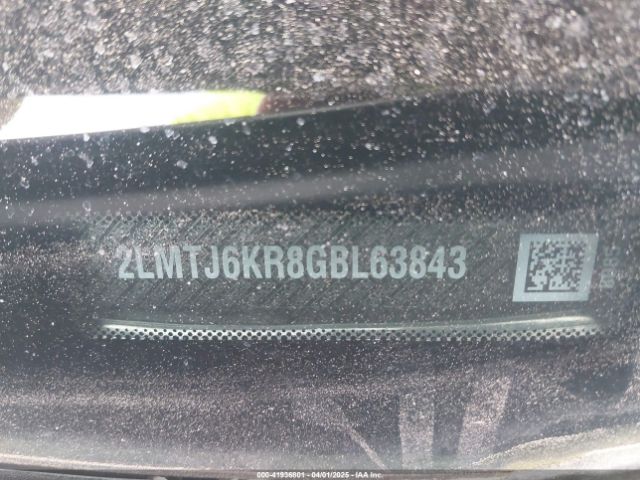 2LMTJ6KR8GBL63843
000-41936801 - 04/01/2025 - IAA Inc.